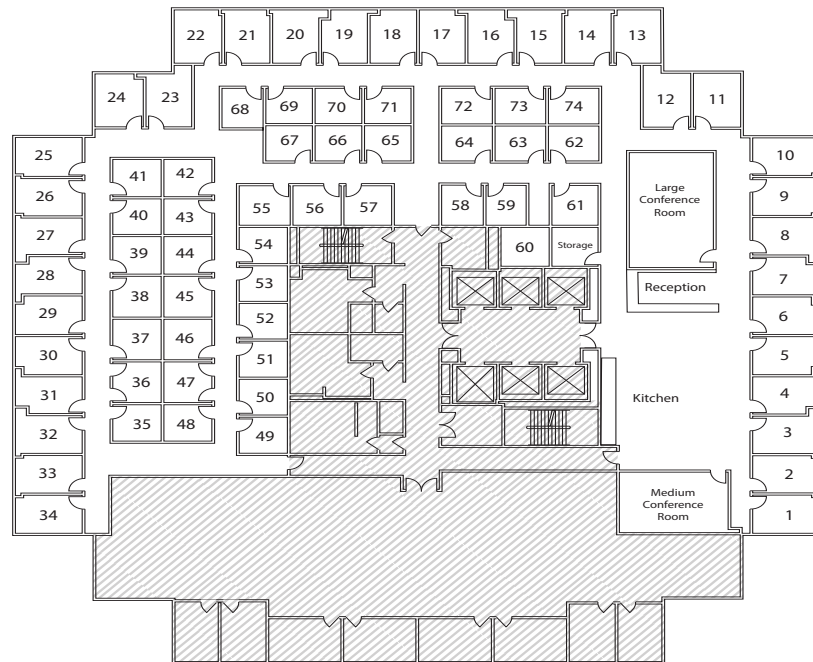 22 21 20 19 18 17 16 15 14 13
24 23 12 11
68 69 70 71 72 73 74
67 66 65 64 63 62
25 10
26 9
27 8
28 7
29 6
30 5
31 4
32 3
33 2
34 1
41 42
40 43
39 44
38 45
37 46
36 47
35 48
55 56 57 58 59 61
54 60 Storage
53
52
51
50
49
Large
Conference
Room
Reception
Kitchen
Medium
Conference
Room